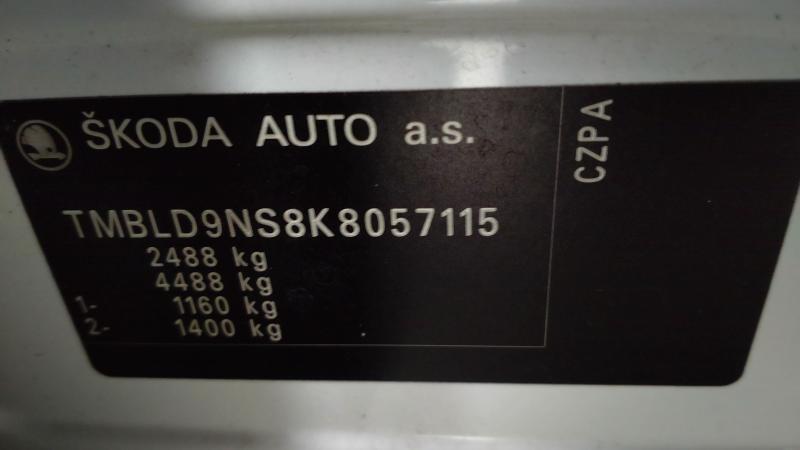 ŠKODA AUTO a.s.
CZPA
TMBLD9NS8K8057115
2488 kg
4488 kg
1- 1160 kg
2- 1400 kg